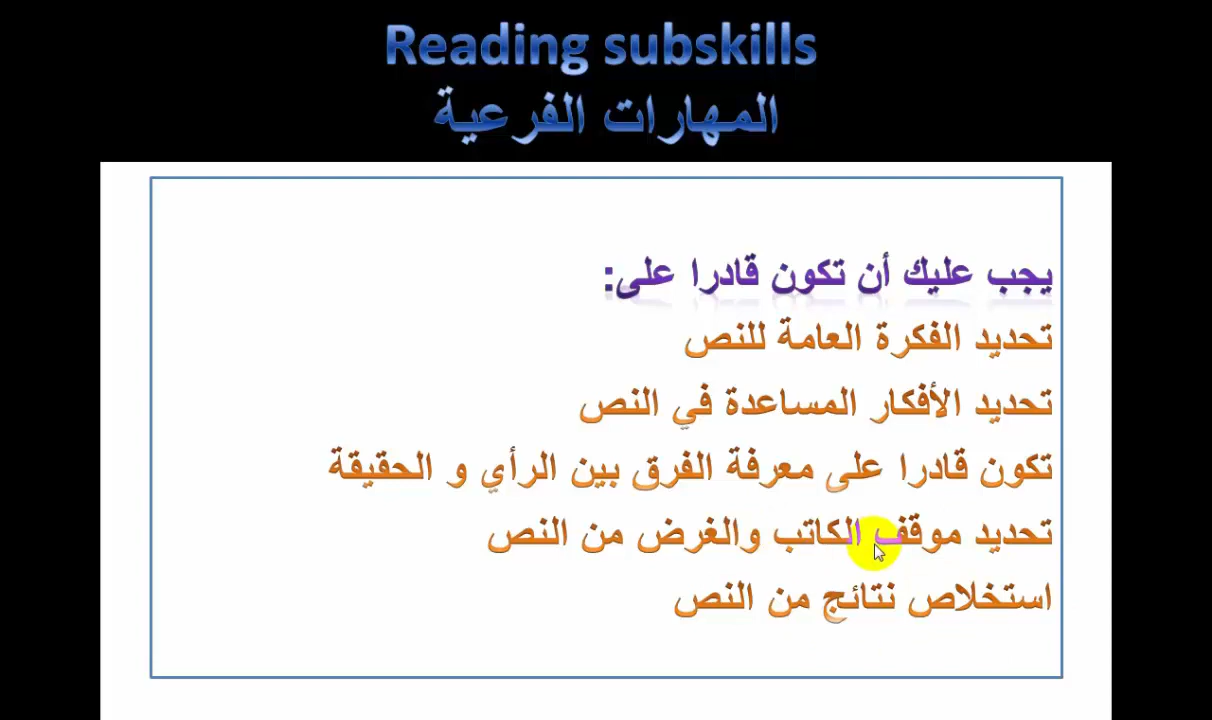 Reading subskills
المهارات الفرعية
يجب عليك أن تكون قادرا على:
تحديد الفكرة العامة للنص
تحديد الأفكار المساعدة في النص
تكون قادرا على معرفة الفرق بين الرأي و الحقيقة
تحديد موقف الكاتب والغرض من النص
استخلاص نتائج من النص